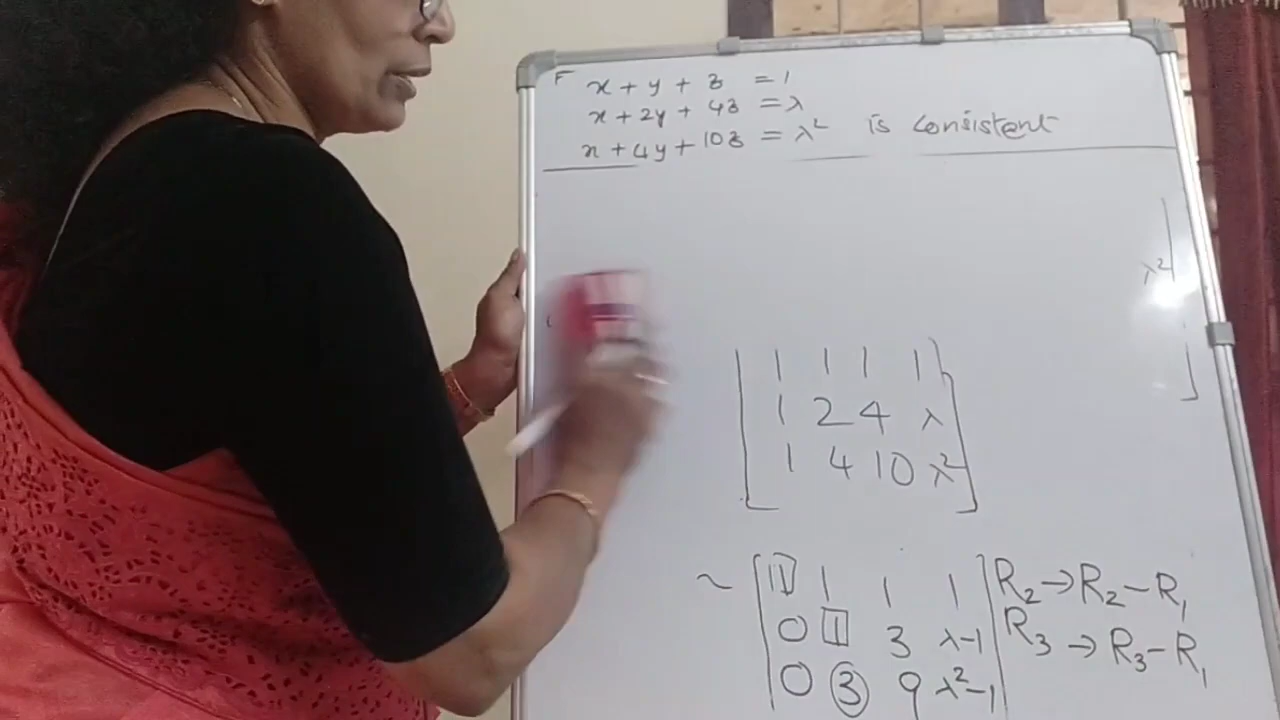 x + y + z = 1
x + 2y + 4z = λ
x + 4y + 10z = λ² is consistent
λ²
1 1 1 1
1 2 4 λ
1 4 10 λ²
~ 1 1 1 1 R₂ → R₂ - R₁
0 1 3 λ-1 R₃ → R₃ - R₁
0 3 9 λ²-1